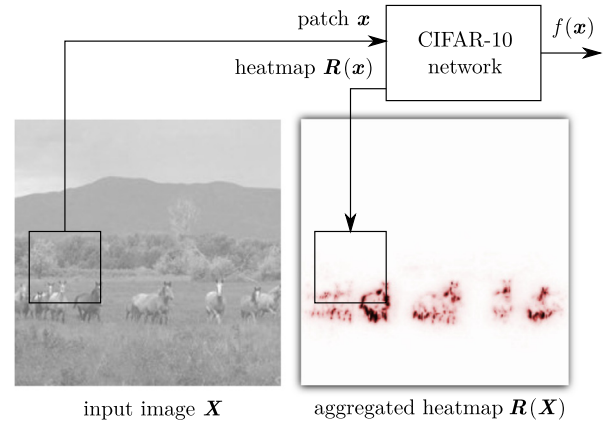 patch x
heatmap R(x)
CIFAR-10
network
f(x)
input image X
aggregated heatmap R(X)